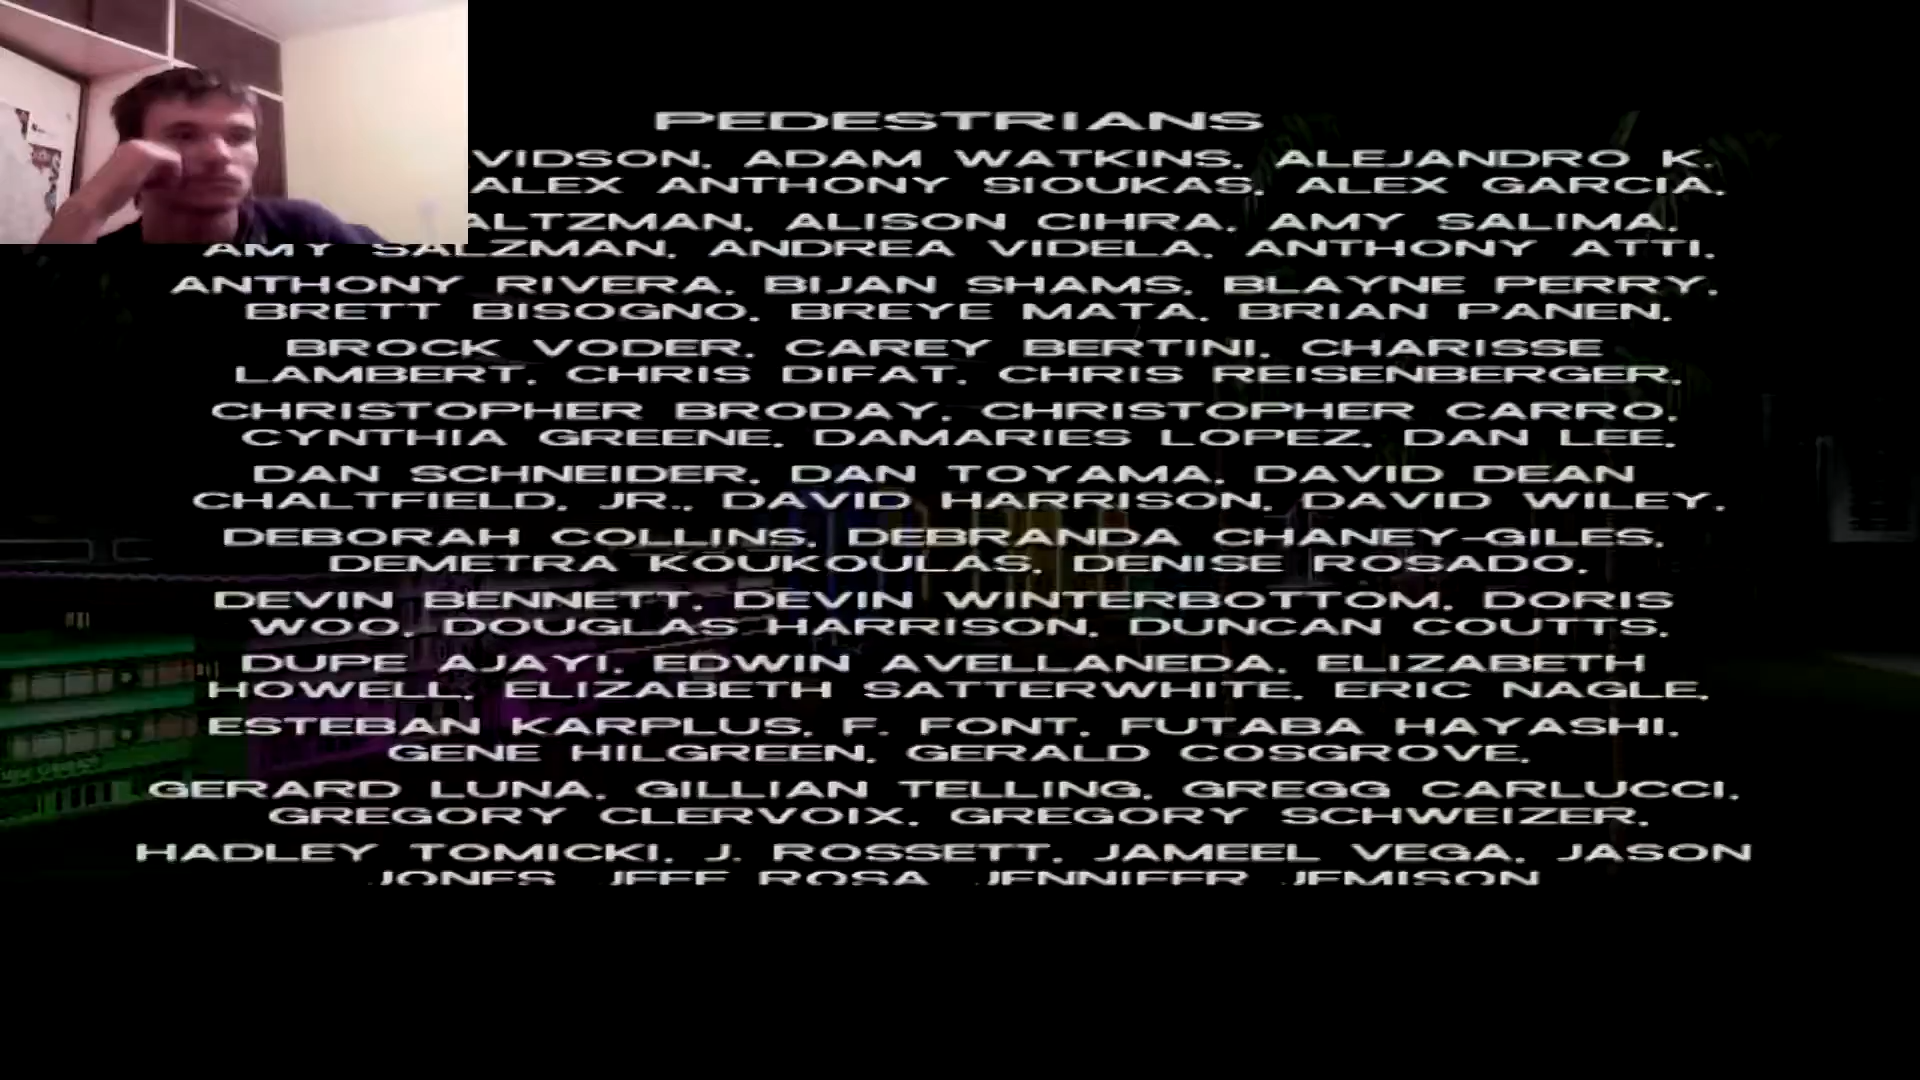 PEDESTRIANS
VIDSON, ADAM WATKINS, ALEJANDRO K.
ALEX ANTHONY SIOUKAS, ALEX GARCIA,
ALTZMAN, ALISON CIHRA, AMY SALIMA,
AMY SALZMAN, ANDREA VIDELA, ANTHONY ATTI,
ANTHONY RIVERA, BIJAN SHAMS, BLAYNE PERRY,
BRETT BISOGNO, BREYE MATA, BRIAN PANEN,
BROCK VODER, CAREY BERTINI, CHARISSE
LAMBERT, CHRIS DIFAT, CHRIS REISENBERGER,
CHRISTOPHER BRODAY, CHRISTOPHER CARRO,
CYNTHIA GREENE, DAMARIES LOPEZ, DAN LEE,
DAN SCHNEIDER, DAN TOYAMA, DAVID DEAN
CHALTFIELD, JR., DAVID HARRISON, DAVID WILEY,
DEBORAH COLLINS, DEBRANDA CHANEY-GILES,
DEMETRA KOUKOULAS, DENISE ROSADO,
DEVIN BENNETT, DEVIN WINTERBOTTOM, DORIS
WOO, DOUGLAS HARRISON, DUNCAN COUTTS,
DUPE AJAYI, EDWIN AVELLANEDA, ELIZABETH
HOWELL, ELIZABETH SATTERWHITE, ERIC NAGLE,
ESTEBAN KARPLUS, F. FONT, FUTABA HAYASHI,
GENE HILGREEN, GERALD COSGROVE,
GERARD LUNA, GILLIAN TELLING, GREGG CARLUCCI,
GREGORY CLERVOIX, GREGORY SCHWEIZER,
HADLEY TOMICKI, J. ROSSETT, JAMEEL VEGA, JASON
JONES, JEFF ROSA, JENNIFER JEMISON